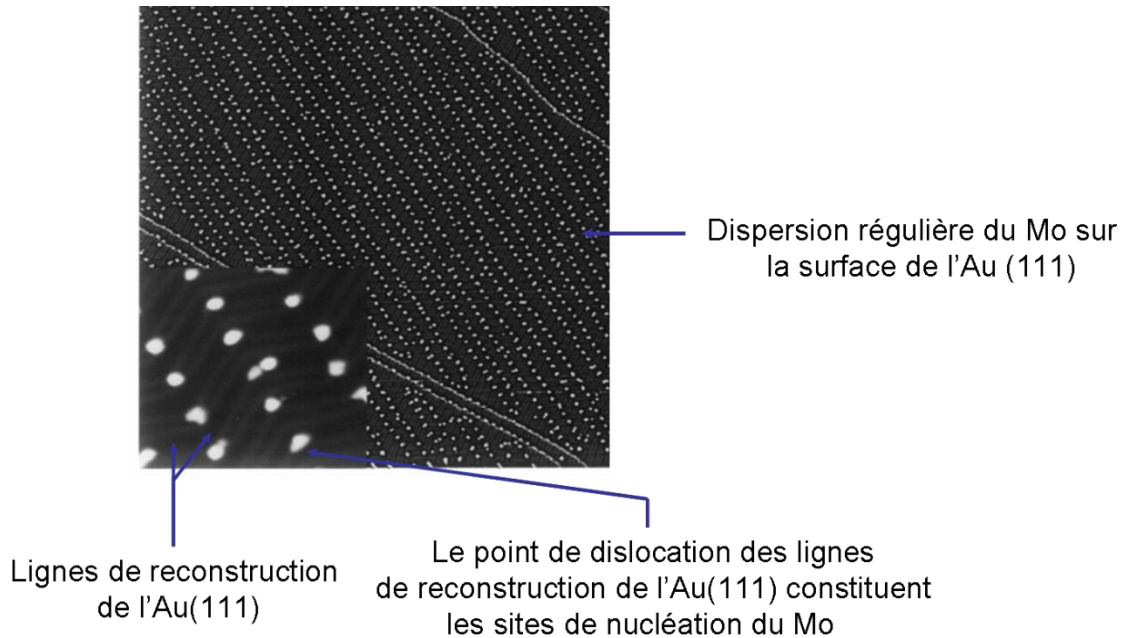 Dispersion régulière du Mo sur
la surface de l’Au (111)
Lignes de reconstruction
de l’Au(111)
Le point de dislocation des lignes
de reconstruction de l’Au(111) constituent
les sites de nucléation du Mo